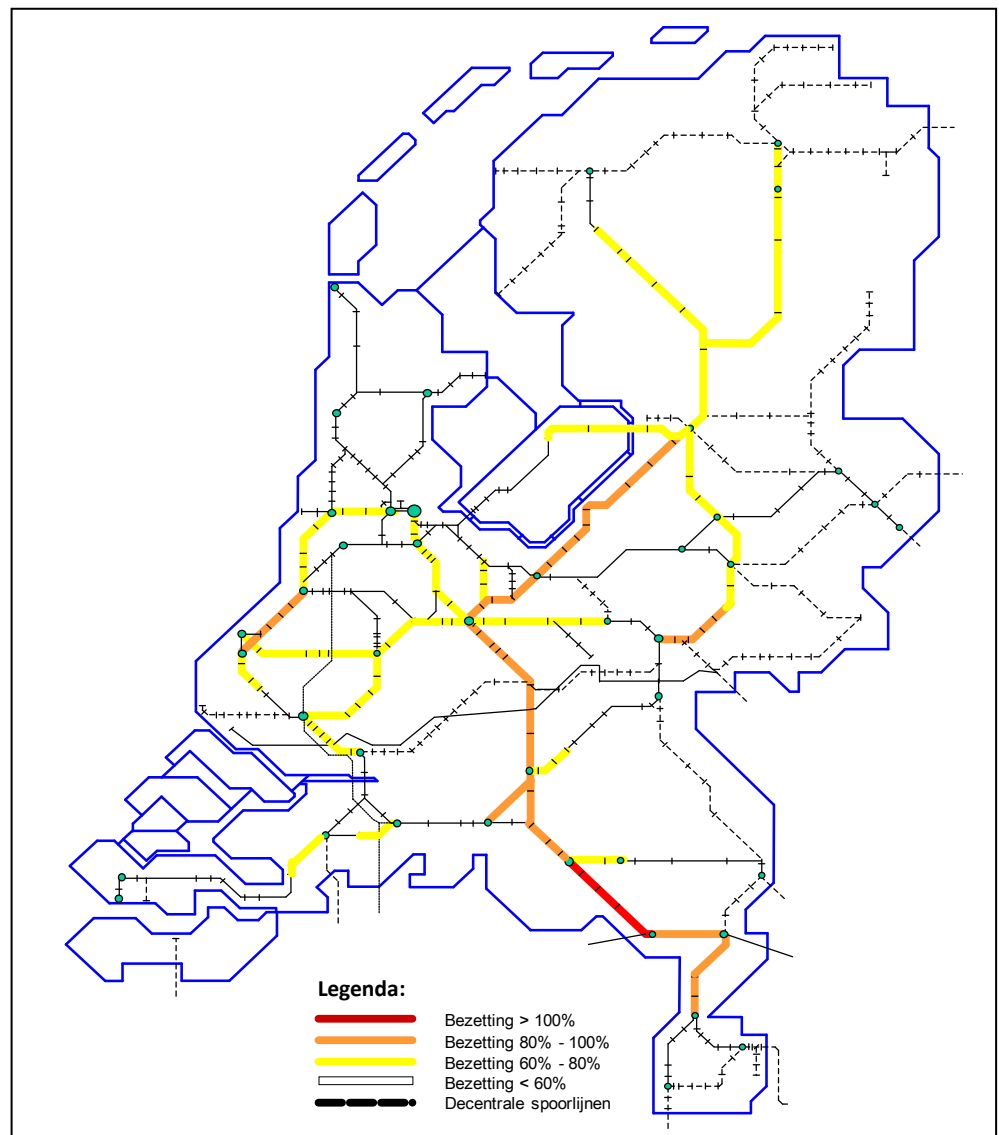 Legenda:
Bezetting > 100%
Bezetting 80% - 100%
Bezetting 60% - 80%
Bezetting < 60%
Decentrale spoorlijnen